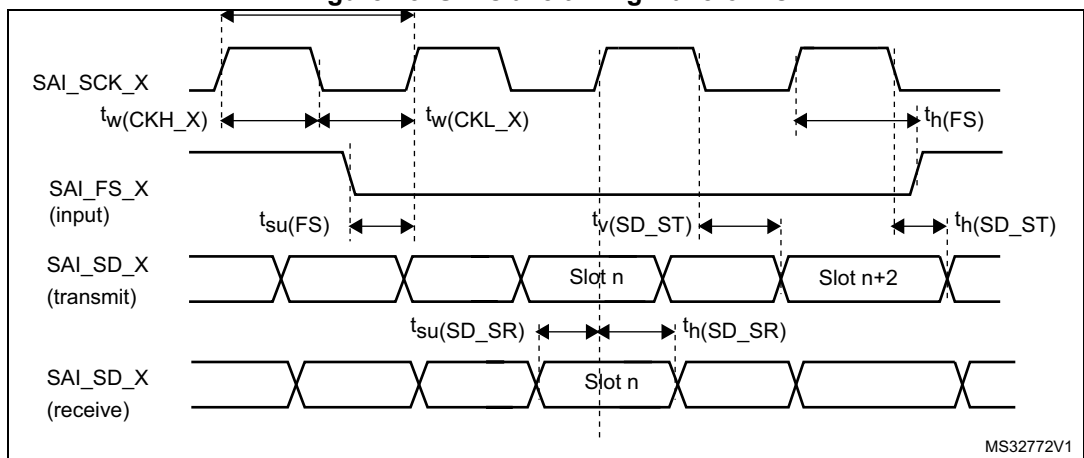 SAI_SCK_X
tw(CKH_X)
tw(CKL_X)
th(FS)
SAI_FS_X
(input)
tsu(FS)
tv(SD_ST)
th(SD_ST)
SAI_SD_X
(transmit)
Slot n
Slot n+2
tsu(SD_SR)
th(SD_SR)
SAI_SD_X
(receive)
Slot n
MS32772V1